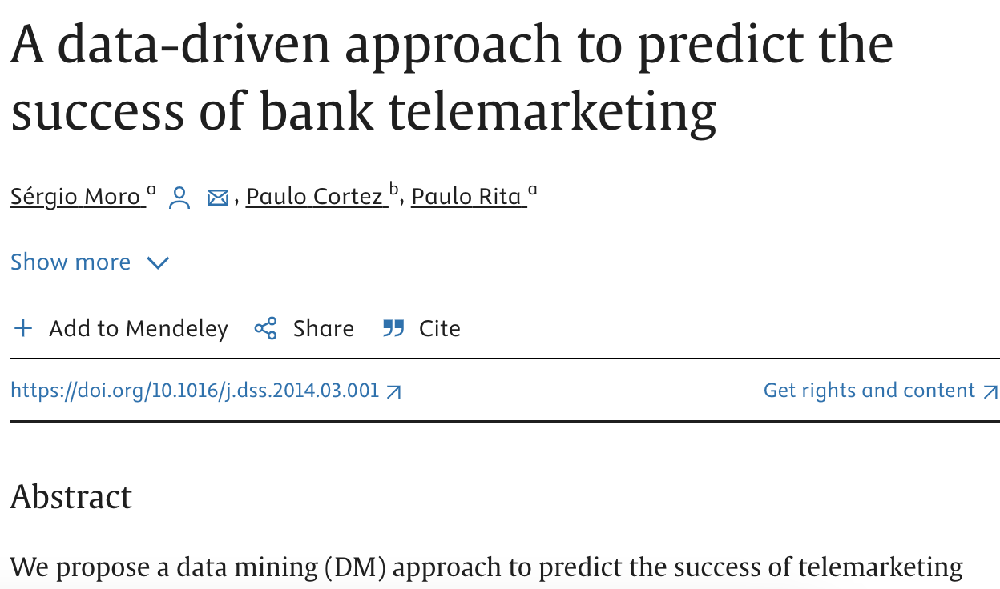 A data-driven approach to predict the
success of bank telemarketing
Sérgio Moro a , Paulo Cortez b, Paulo Rita a
Show more
Add to Mendeley Share Cite
https://doi.org/10.1016/j.dss.2014.03.001 Get rights and content
Abstract
We propose a data mining (DM) approach to predict the success of telemarketing